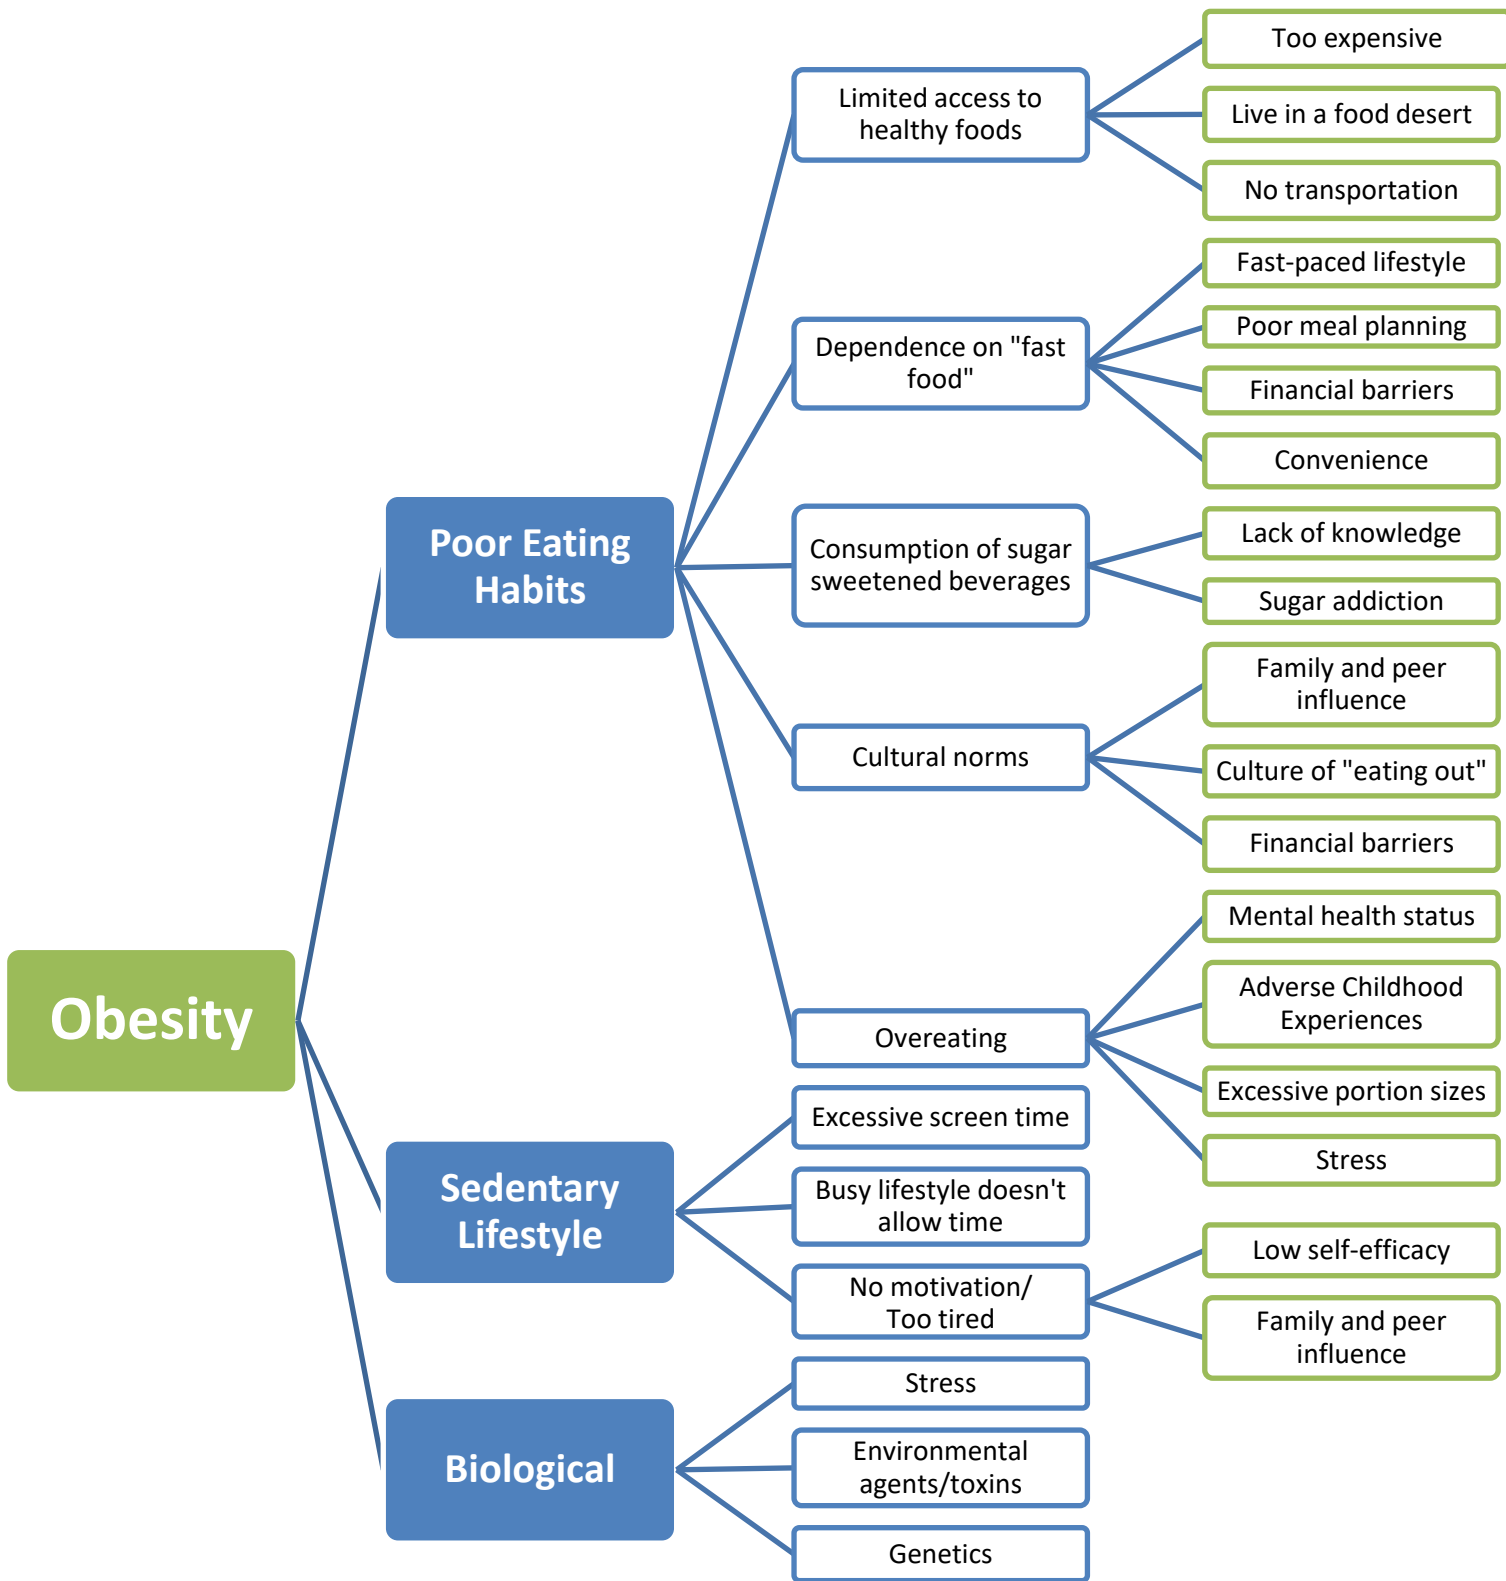 Obesity
Poor Eating
Habits
Limited access to
healthy foods
Too expensive
Live in a food desert
No transportation
Dependence on "fast
food"
Fast-paced lifestyle
Poor meal planning
Financial barriers
Convenience
Consumption of sugar
sweetened beverages
Lack of knowledge
Sugar addiction
Cultural norms
Family and peer
influence
Culture of "eating out"
Financial barriers
Overeating
Mental health status
Adverse Childhood
Experiences
Excessive portion sizes
Stress
Sedentary
Lifestyle
Excessive screen time
Busy lifestyle doesn't
allow time
No motivation/
Too tired
Low self-efficacy
Family and peer
influence
Biological
Stress
Environmental
agents/toxins
Genetics